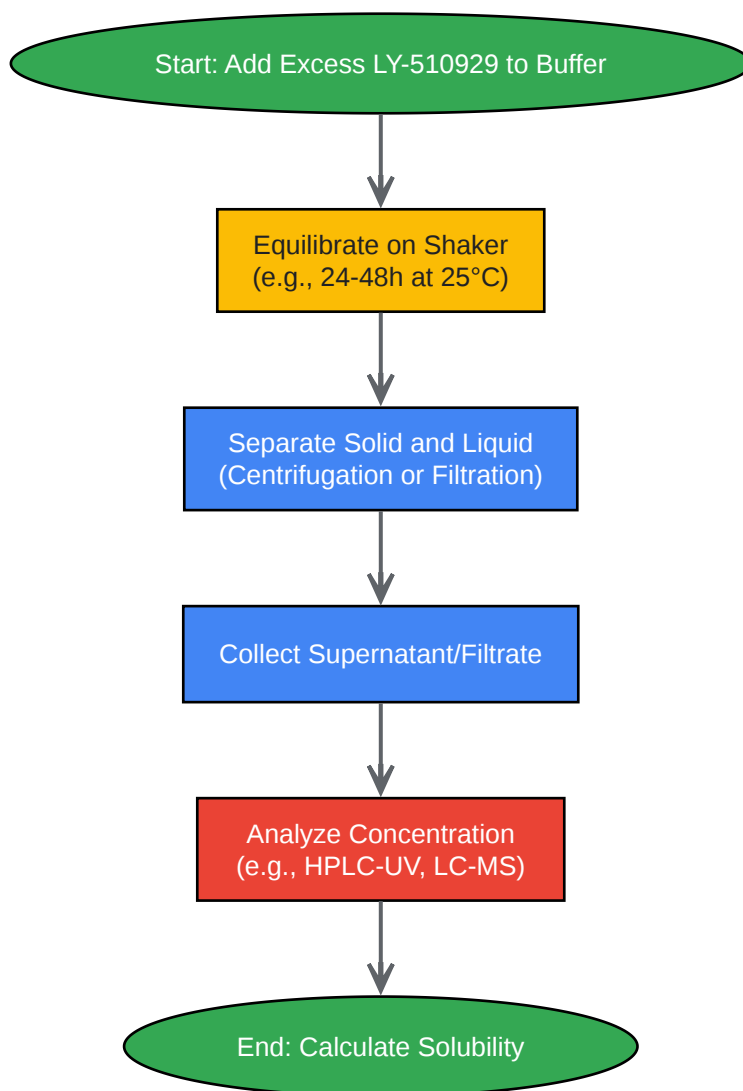 Start: Add Excess LY-510929 to Buffer
Equilibrate on Shaker
(e.g., 24-48h at 25°C)
Separate Solid and Liquid
(Centrifugation or Filtration)
Collect Supernatant/Filtrate
Analyze Concentration
(e.g., HPLC-UV, LC-MS)
End: Calculate Solubility